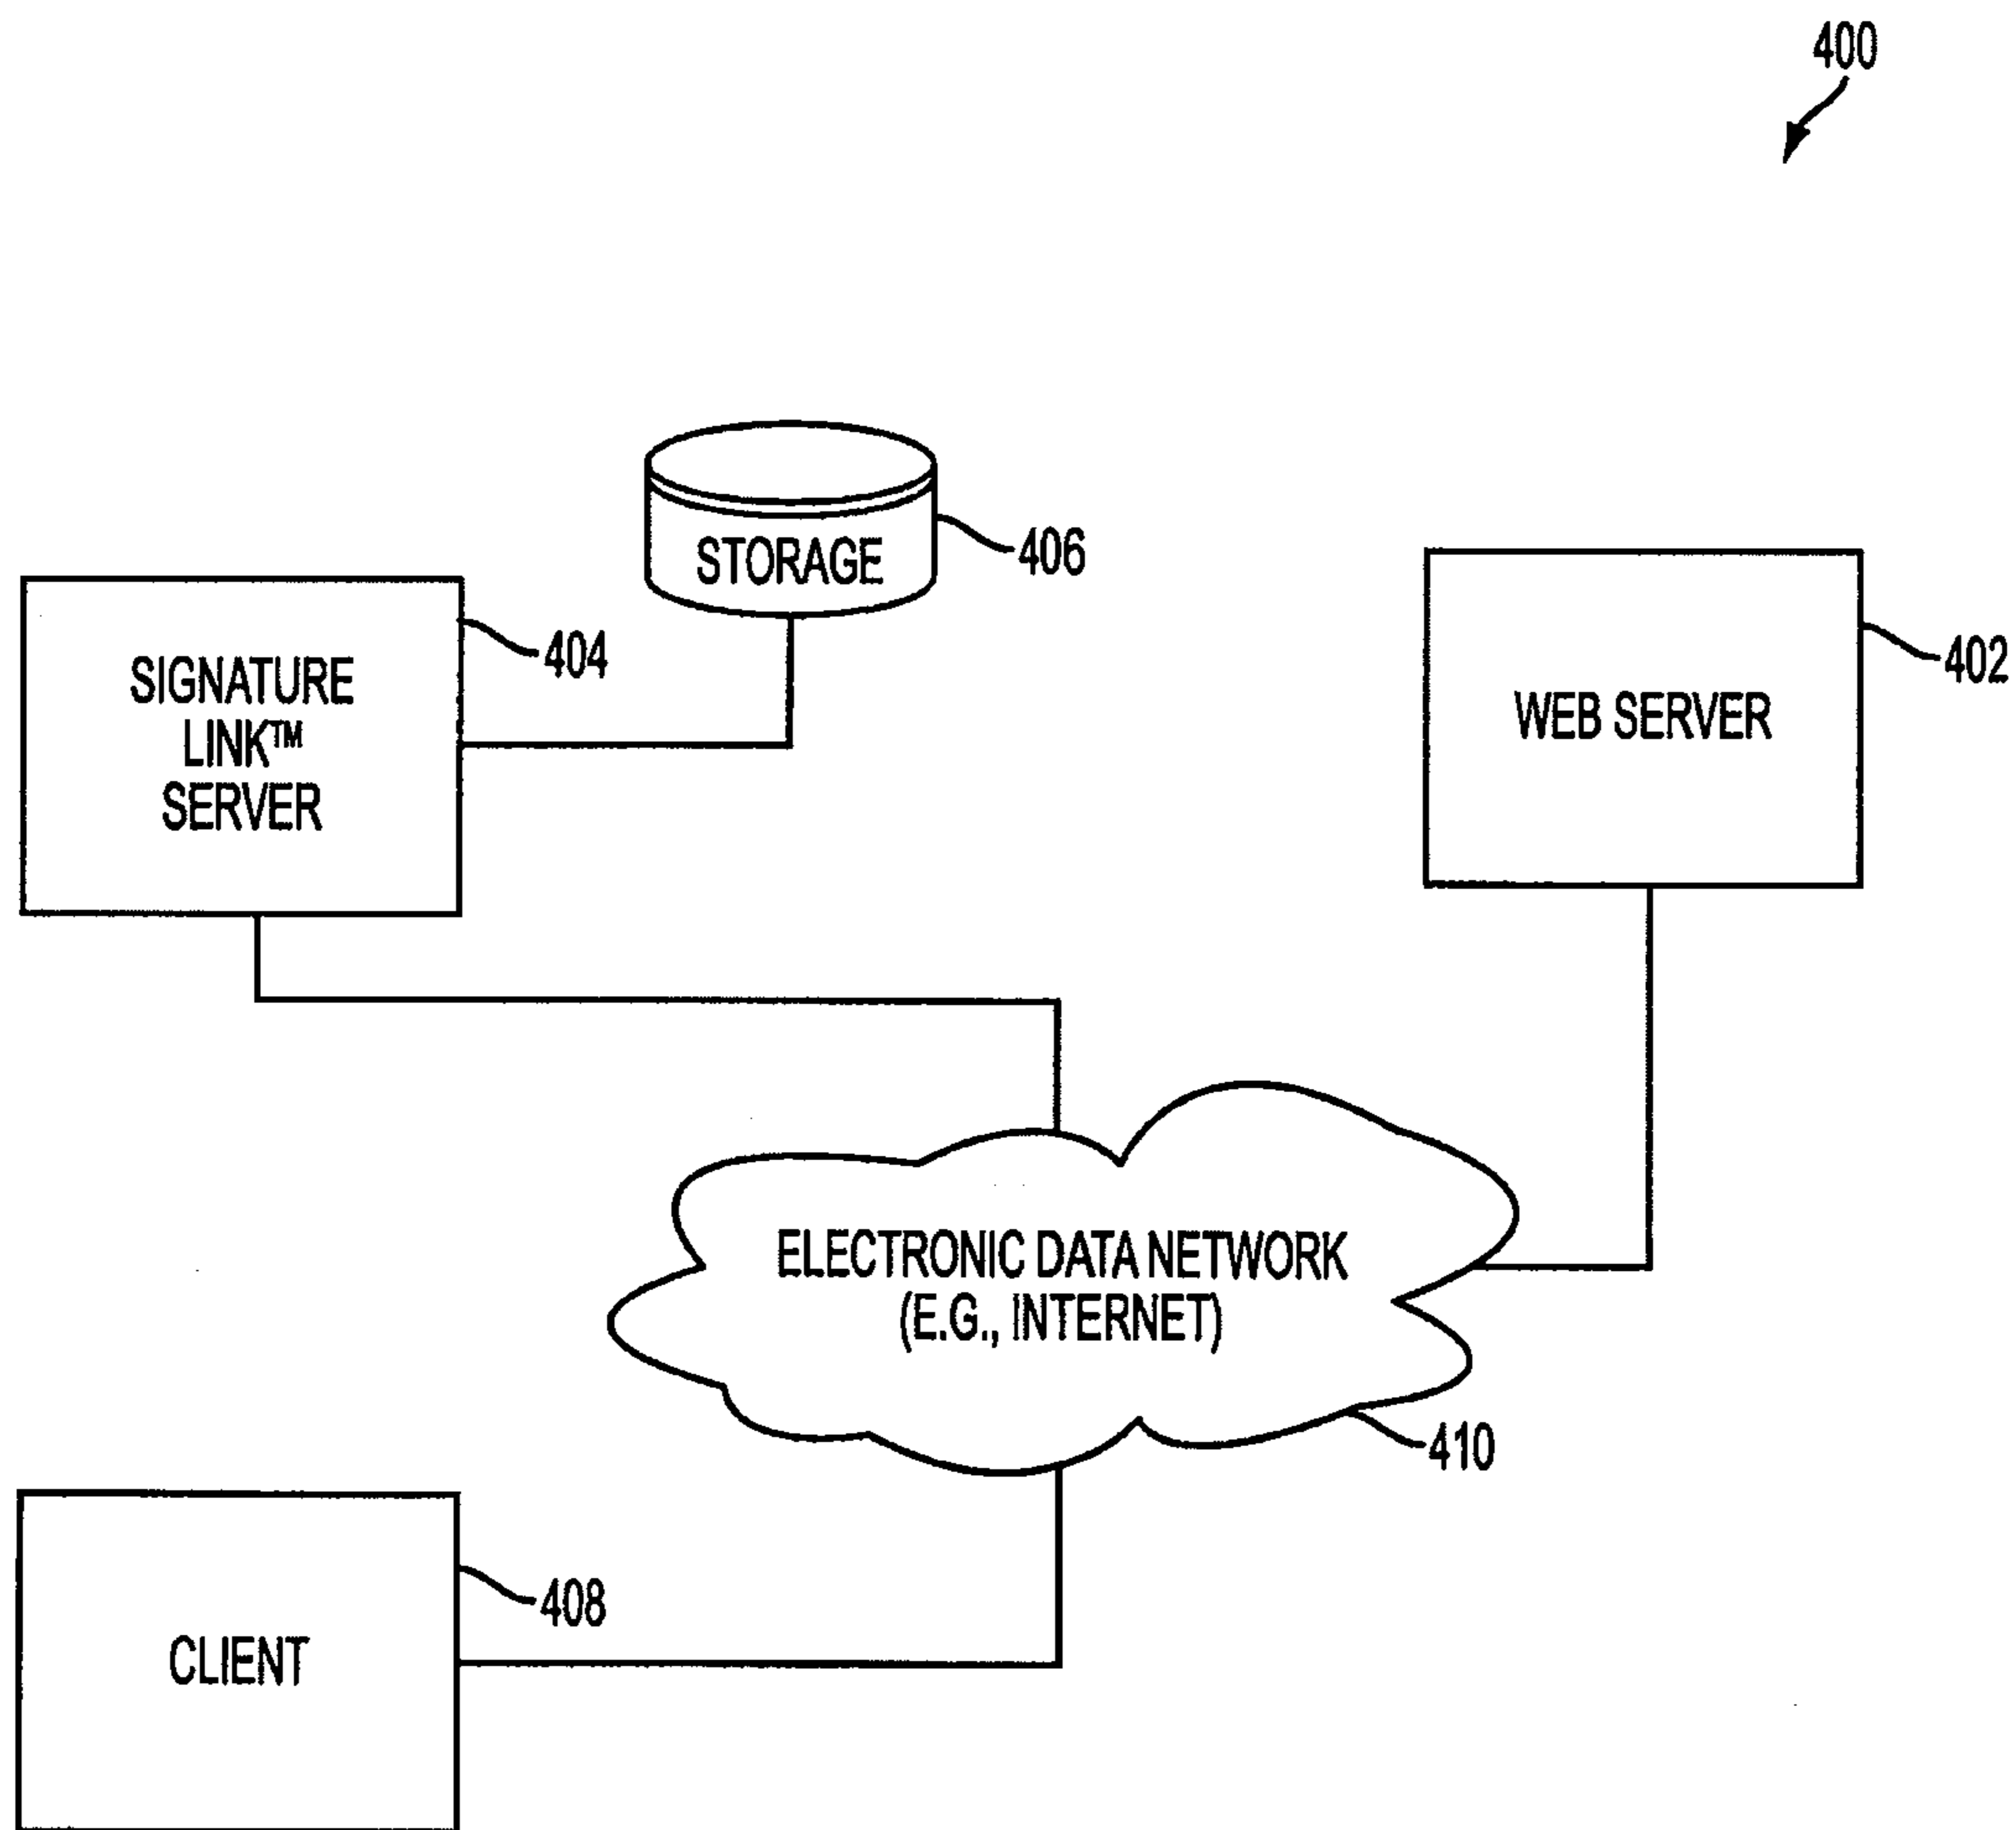 400
STORAGE
406
SIGNATURE
LINK™
SERVER
404
WEB SERVER
402
ELECTRONIC DATA NETWORK
(E.G., INTERNET)
410
CLIENT
408